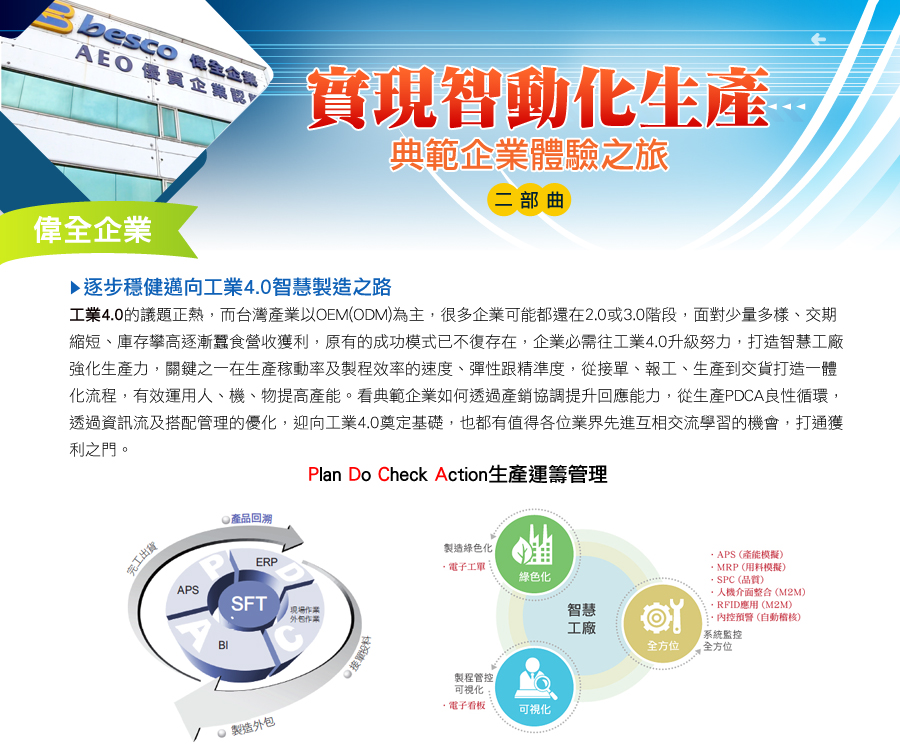 besco 偉全企業
AEO 優質企業認
實現智動化生產
典範企業體驗之旅
二部曲
偉全企業
逐步穩健邁向工業4.0智慧製造之路
工業4.0的議題正熱，而台灣產業以OEM(ODM)為主，很多企業可能都還在2.0或3.0階段，面對少量多樣、交期
縮短、庫存攀高逐漸蠶食營收獲利，原有的成功模式已不復存在，企業必需往工業4.0升級努力，打造智慧工廠
強化生產力，關鍵之一在生產稼動率及製程效率的速度、彈性跟精準度，從接單、報工、生產到交貨打造一體
化流程，有效運用人、機、物提高產能。看典範企業如何透過產銷協調提升回應能力，從生產PDCA良性循環，
透過資訊流及搭配管理的優化，迎向工業4.0奠定基礎，也都有值得各位業界先進互相交流學習的機會，打通獲
利之門。
Plan Do Check Action生產運籌管理
產品回溯
完工出貨
P
D
C
A
ERP
APS
SFT
現場作業
外包作業
BI
接單投料
製造外包
製造綠色化
・電子工單
綠色化
智慧
工廠
全方位
・APS (產能模擬)
・MRP (用料模擬)
・SPC (品質)
・人機介面整合 (M2M)
・RFID應用 (M2M)
・內控預警 (自動稽核)
系統監控
全方位
製程管控
可視化
・電子看板
可視化